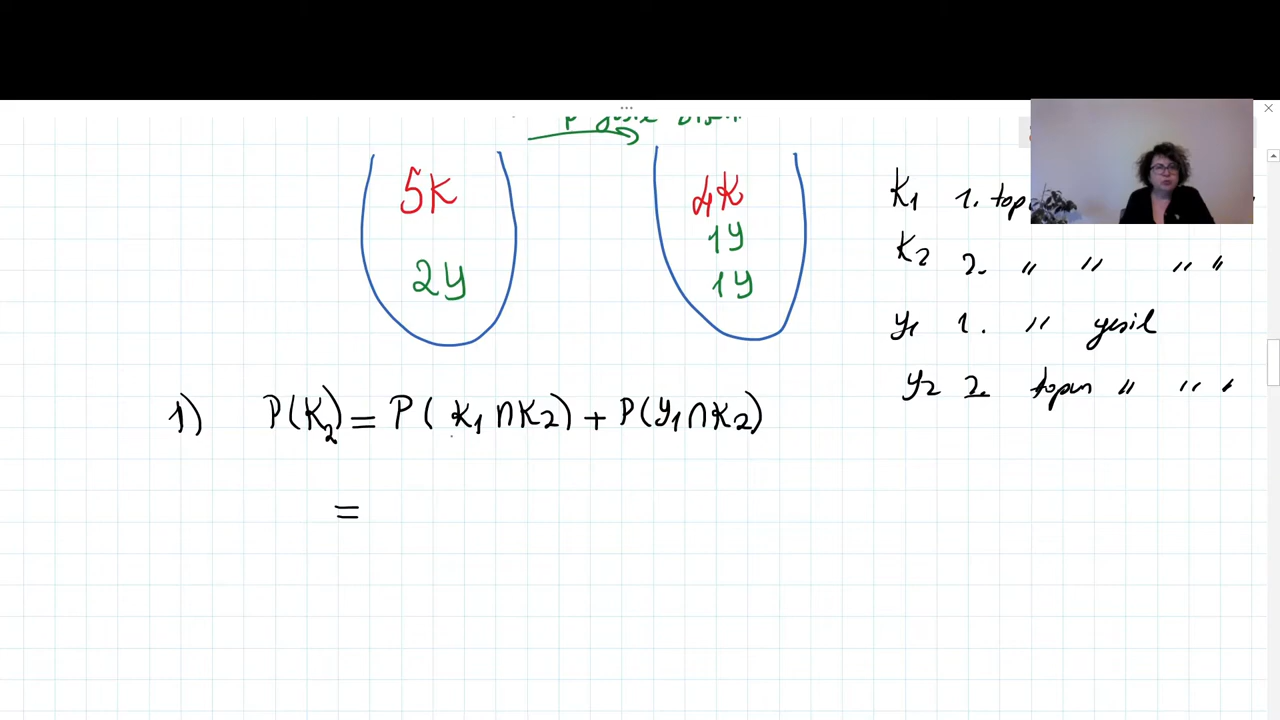 yeşil
5K
4K
1y
2y
1y
K1 1. top
K2 2. " " " "
y1 1. " yeşil
y2 2. topun " " "
1) P(K2) = P(K1∩K2) + P(y1∩K2)
=